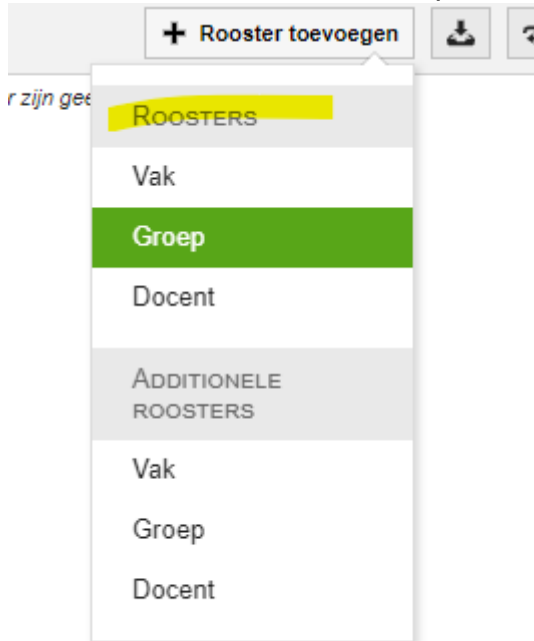 + Rooster toevoegen
r zijn gee
ROOSTERS
Vak
Groep
Docent
ADDITIONELE
ROOSTERS
Vak
Groep
Docent